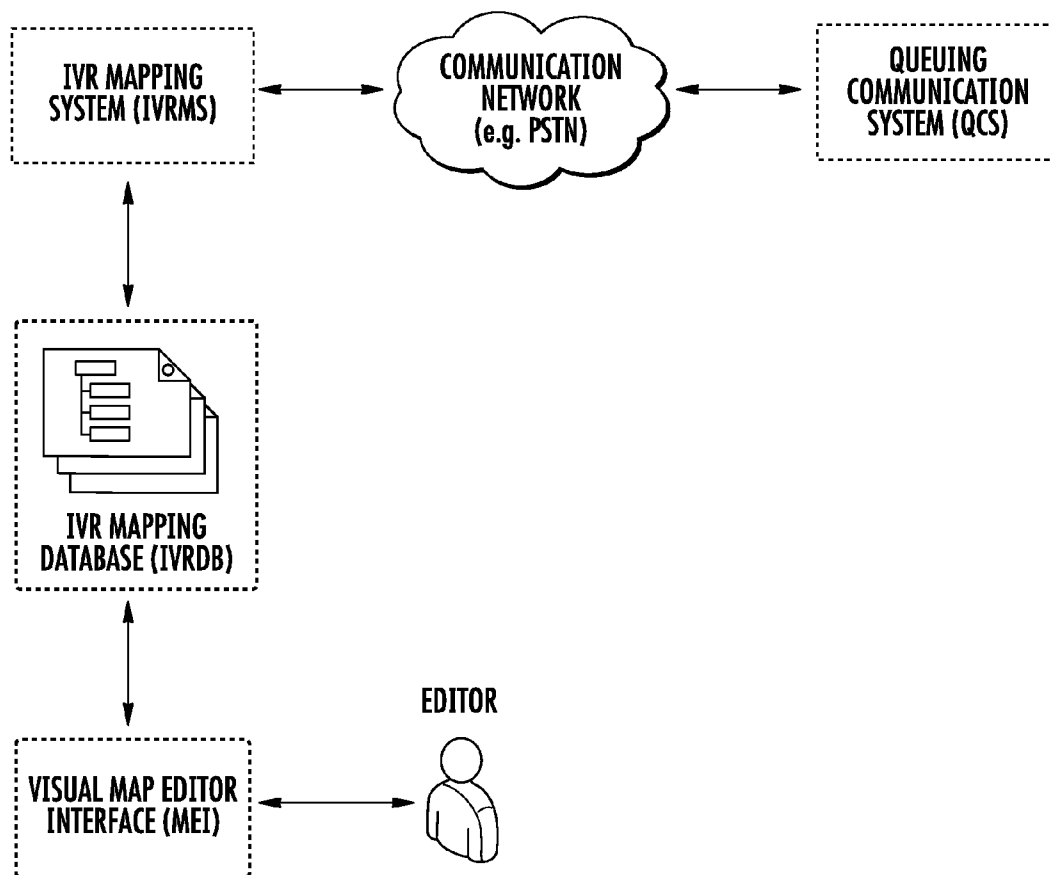 IVR MAPPING
SYSTEM (IVRMS)
COMMUNICATION
NETWORK
(e.g. PSTN)
QUEUING
COMMUNICATION
SYSTEM (QCS)
IVR MAPPING
DATABASE (IVRDB)
EDITOR
VISUAL MAP EDITOR
INTERFACE (MEI)